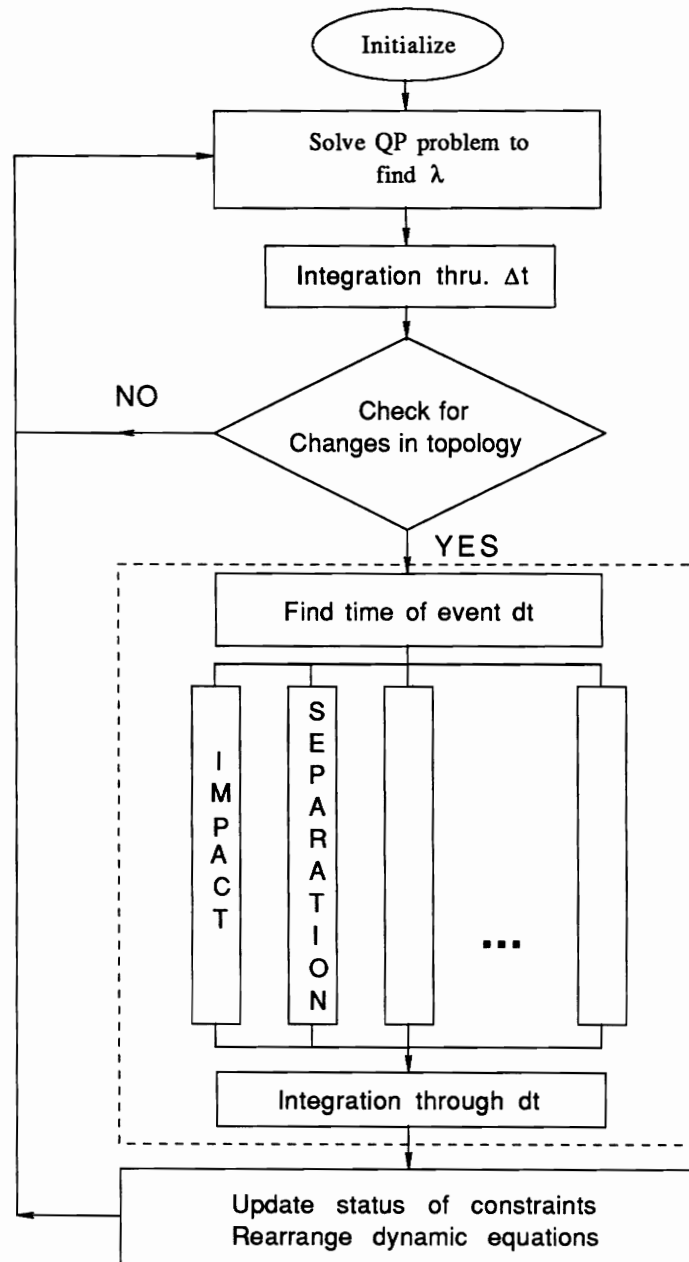 Initialize
Solve QP problem to
find λ
Integration thru. Δt
NO
Check for
Changes in topology
YES
Find time of event dt
IMPACT
SEPARATION
...
Integration through dt
Update status of constraints
Rearrange dynamic equations